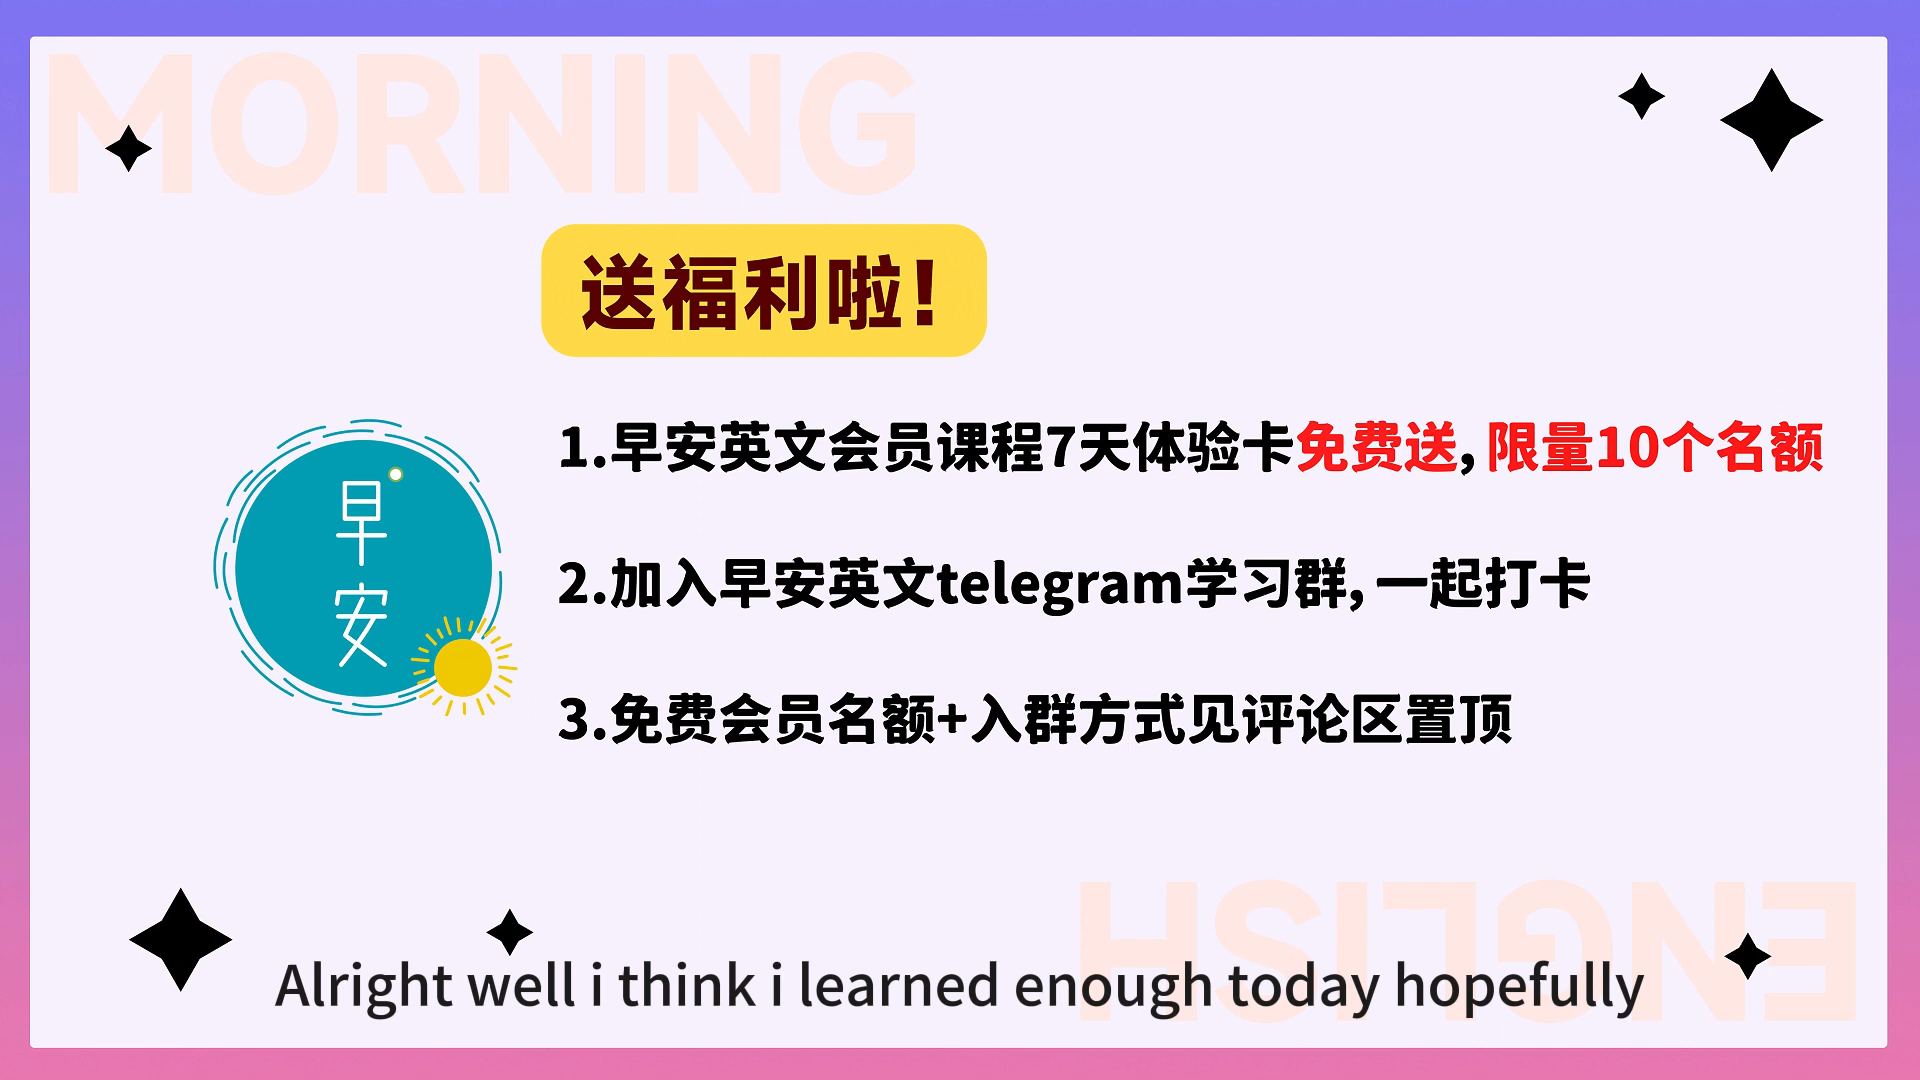 MORNING
送福利啦!
早安
1.早安英文会员课程7天体验卡免费送, 限量10个名额
2.加入早安英文telegram学习群, 一起打卡
3.免费会员名额+入群方式见评论区置顶
ENGLISH
Alright well i think i learned enough today hopefully